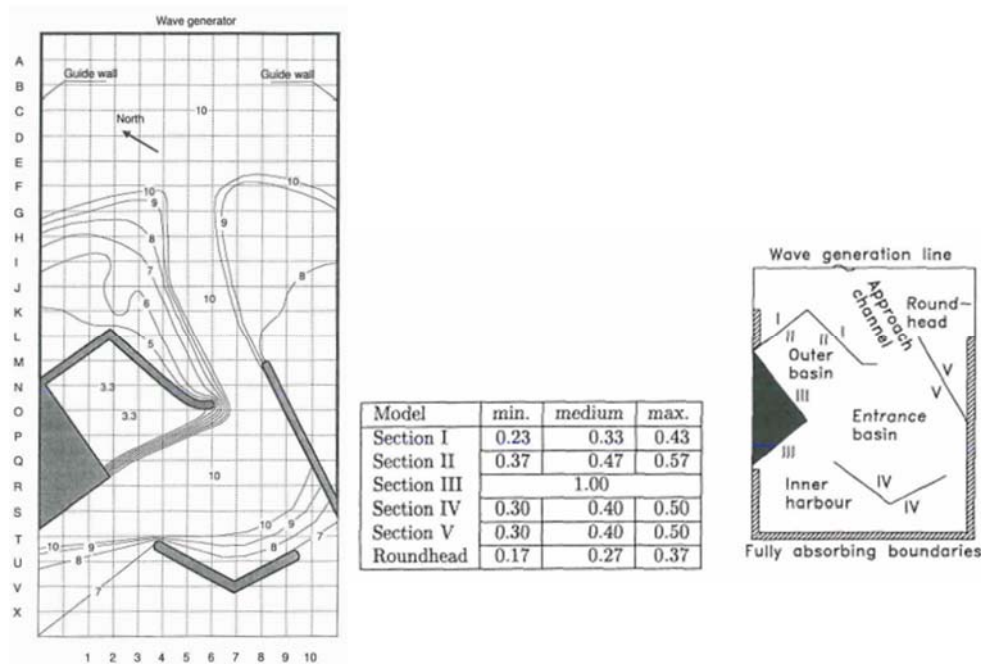 Wave generator
A
Guide wall
Guide wall
B
C
10
North
D
E
F
10
10
9
G
9
H
8
I
7
8
J
6
10
K
5
L
M
N
3.3
O
3.3
P
Q
10
R
S
T
10
9
8
10
9
8
7
U
7
V
X
1 2 3 4 5 6 7 8 9 10
Model min. medium max.
Section I 0.23 0.33 0.43
Section II 0.37 0.47 0.57
Section III 1.00
Section IV 0.30 0.40 0.50
Section V 0.30 0.40 0.50
Roundhead 0.17 0.27 0.37
Wave generation line
Approach
channel
Round-
head
I
I
II
II
Outer
basin
V
V
III
Entrance
basin
III
Inner
harbour
IV
IV
Fully absorbing boundaries